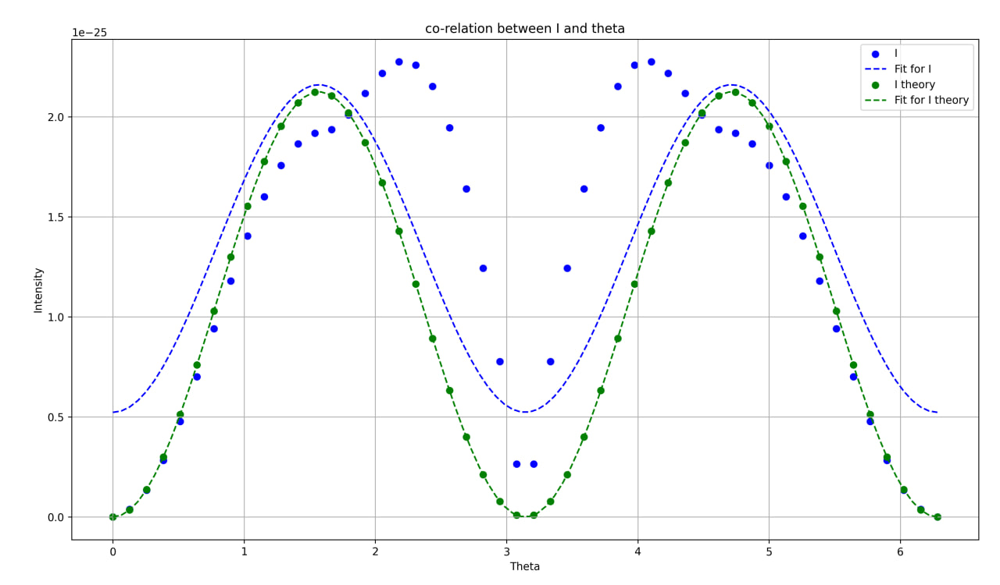 co-relation between I and theta
1e−25
I
Fit for I
I theory
Fit for I theory
2.0
1.5
1.0
0.5
0.0
Intensity
0 1 2 3 4 5 6
Theta